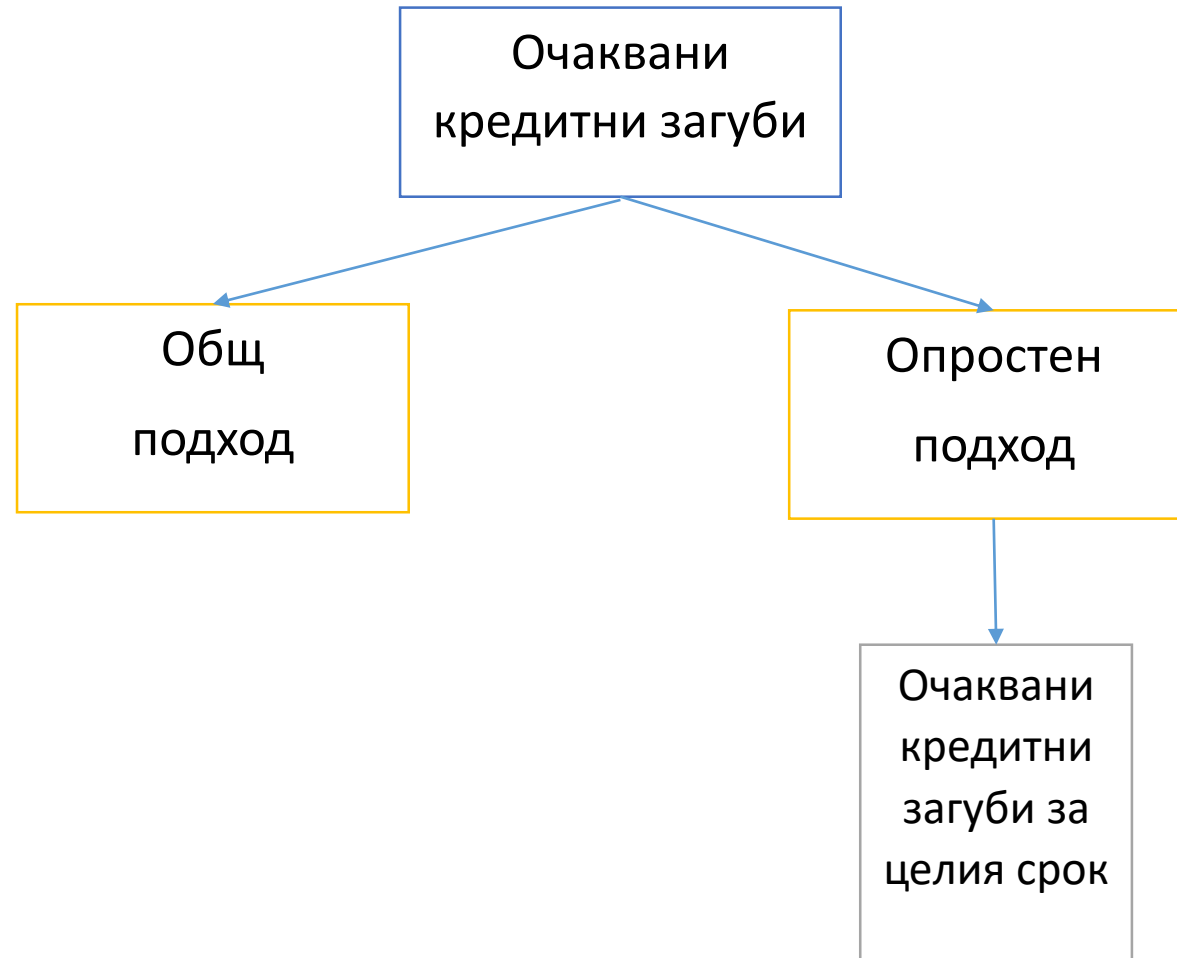 Очаквани
кредитни загуби
Общ
подход
Опростен
подход
Очаквани
кредитни
загуби за
целия срок